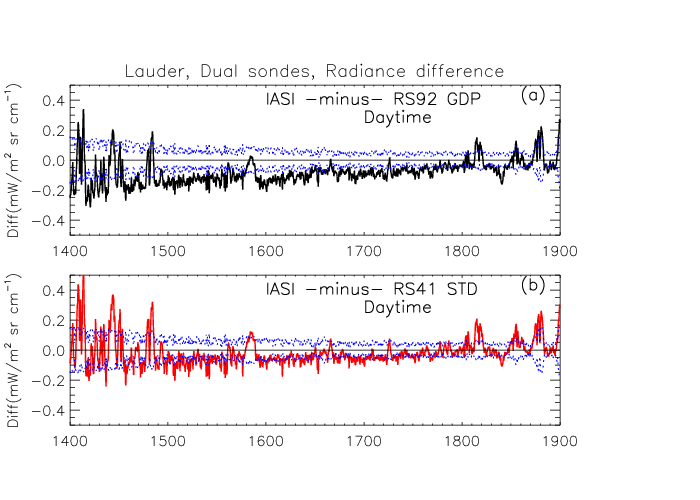 Lauder, Dual sondes, Radiance difference
(a)
IASI −minus− RS92 GDP
Daytime
Diff(mW/m² sr cm⁻¹)
0.4
0.2
0.0
−0.2
−0.4
1400 1500 1600 1700 1800 1900
(b)
IASI −minus− RS41 STD
Daytime
Diff(mW/m² sr cm⁻¹)
0.4
0.2
0.0
−0.2
−0.4
1400 1500 1600 1700 1800 1900